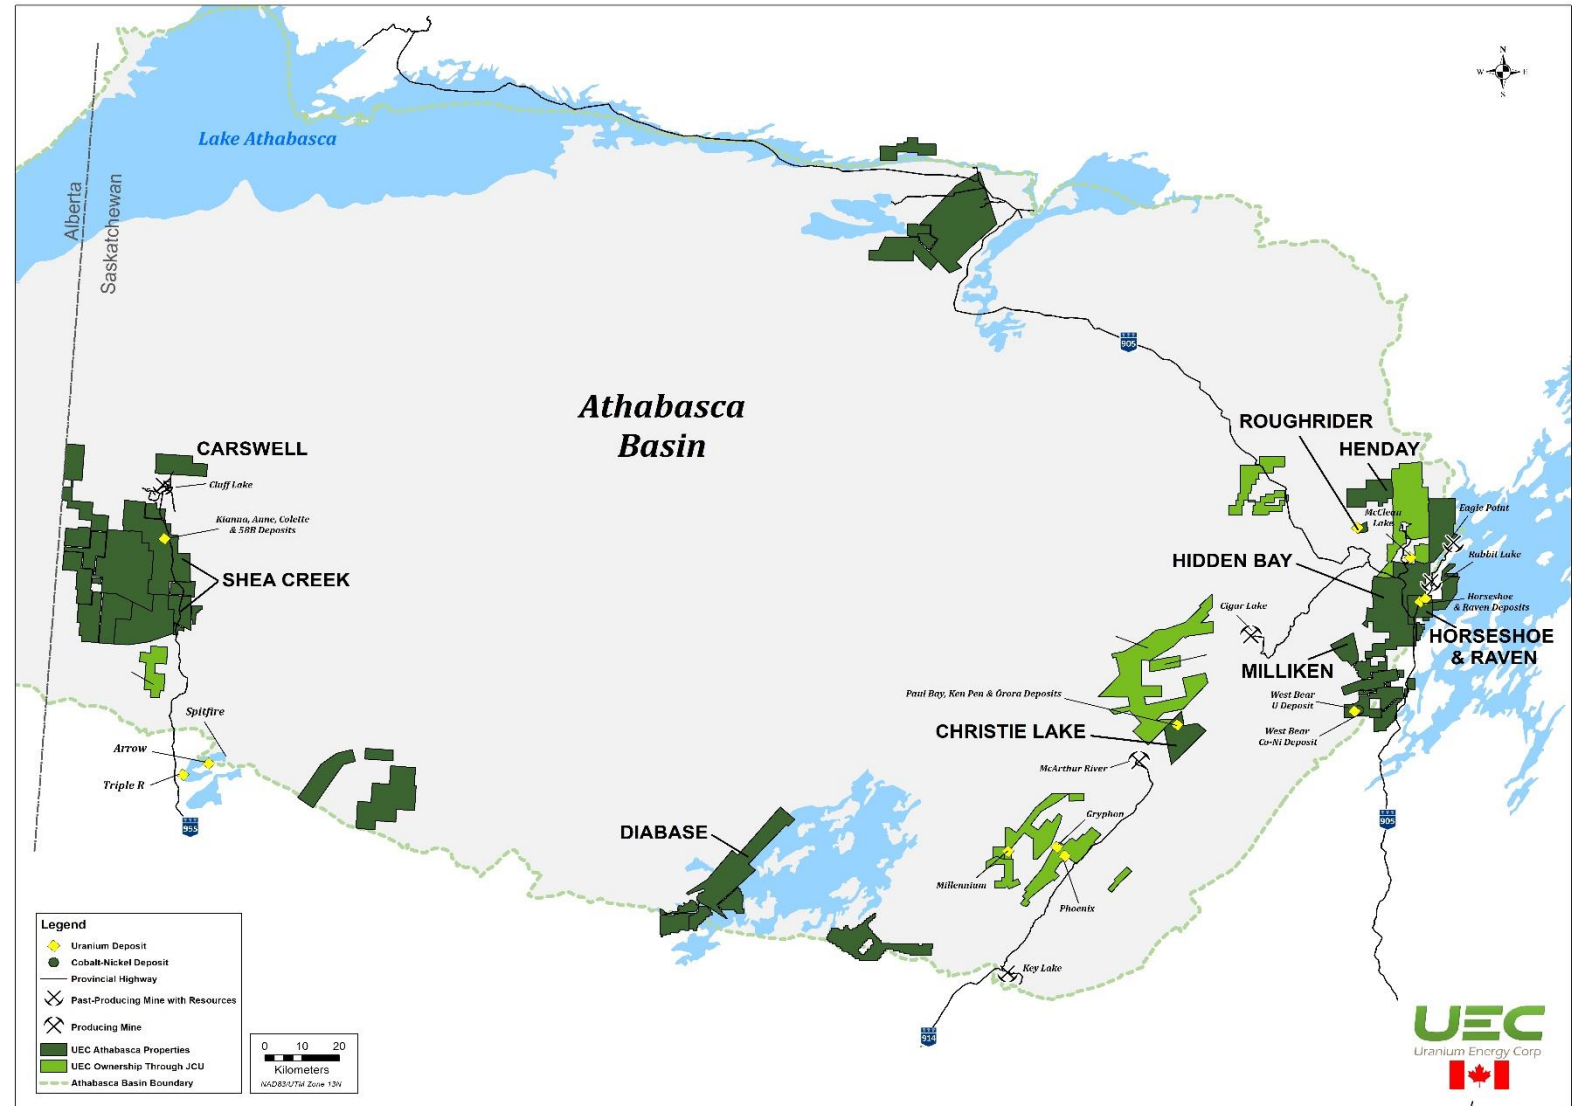 N
W
E
S
Lake Athabasca
Alberta
Saskatchewan
905
Athabasca
Basin
ROUGHRIDER
HENDAY
CARSWELL
Cluff Lake
McClean
Lake
Eagle Point
Kianna, Anne, Colette
& 58B Deposits
Rabbit Lake
HIDDEN BAY
SHEA CREEK
Horseshoe
& Raven Deposits
Cigar Lake
HORSESHOE
& RAVEN
MILLIKEN
Paul Bay, Ken Pen & Ōrora Deposits
West Bear
U Deposit
Spitfire
CHRISTIE LAKE
West Bear
Co-Ni Deposit
Arrow
McArthur River
Triple R
955
Gryphon
905
DIABASE
Millennium
Phoenix
Key Lake
914
Legend
Uranium Deposit
Cobalt-Nickel Deposit
Provincial Highway
Past-Producing Mine with Resources
Producing Mine
UEC Athabasca Properties
UEC Ownership Through JCU
Athabasca Basin Boundary
0 10 20
Kilometers
NAD83/UTM Zone 13N
UEC
Uranium Energy Corp